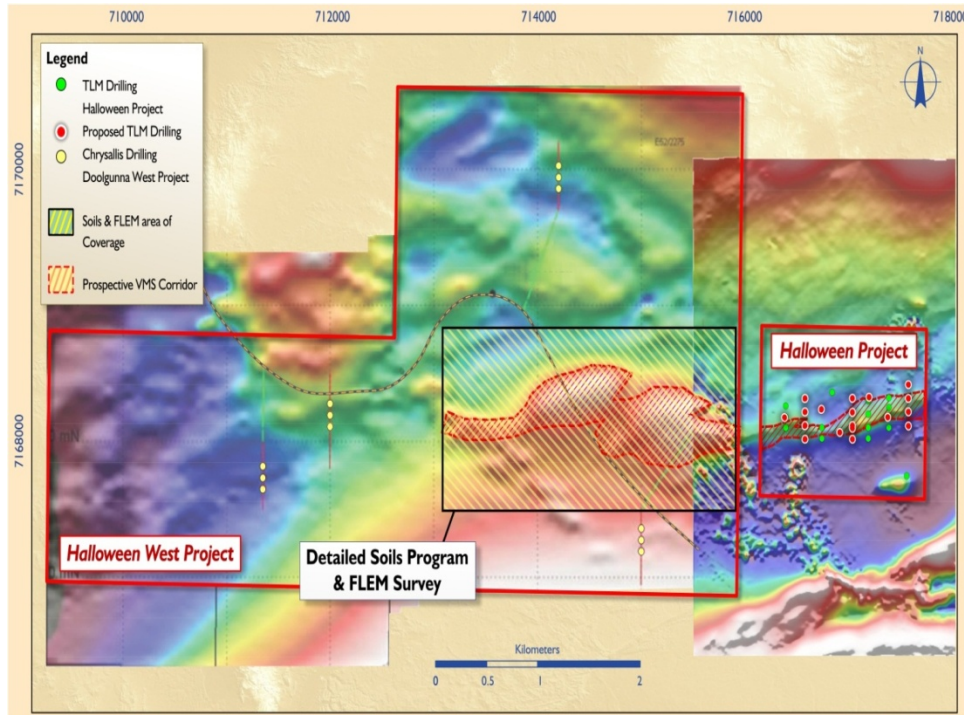 710000
712000
714000
716000
718000
Legend
TLM Drilling
Halloween Project
Proposed TLM Drilling
Chrysallis Drilling
Doolgunna West Project
Soils & FLEM area of
Coverage
Prospective VMS Corridor
N
E52/2275
7170000
7168000
Halloween Project
mN
Halloween West Project
Detailed Soils Program
& FLEM Survey
mN
Kilometers
0 0.5 1 2